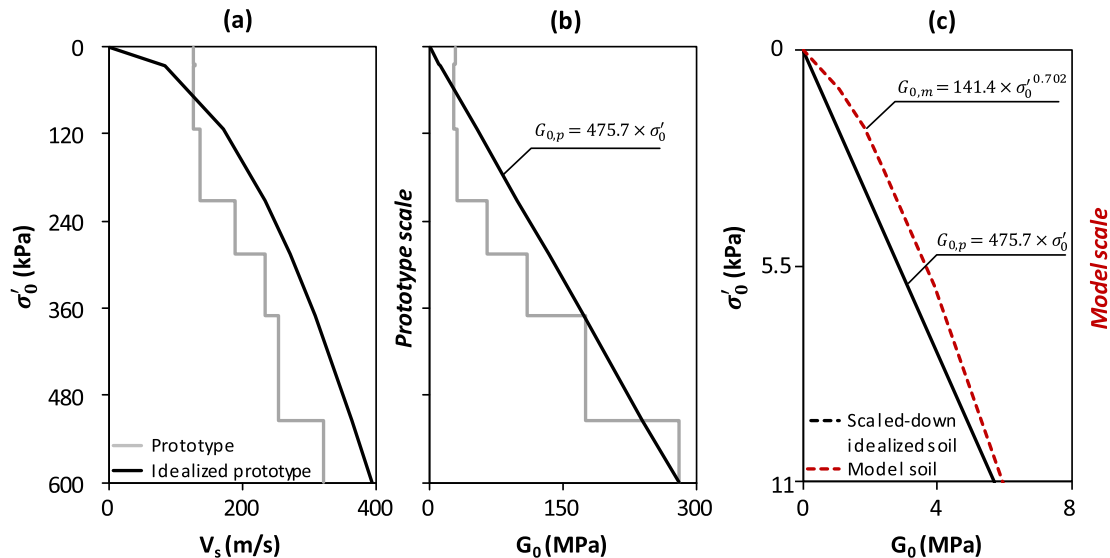 (a)
(b)
(c)
0
120
240
360
480
600
σ′₀ (kPa)
Prototype
Idealized prototype
0
200
400
Vₛ (m/s)
G₀,ₚ = 475.7 × σ′₀
Prototype scale
0
150
300
G₀ (MPa)
0
5.5
11
σ′₀ (kPa)
G₀,ₘ = 141.4 × σ′₀^0.702
G₀,ₚ = 475.7 × σ′₀
Scaled-down
idealized soil
Model soil
0
4
8
G₀ (MPa)
Model scale